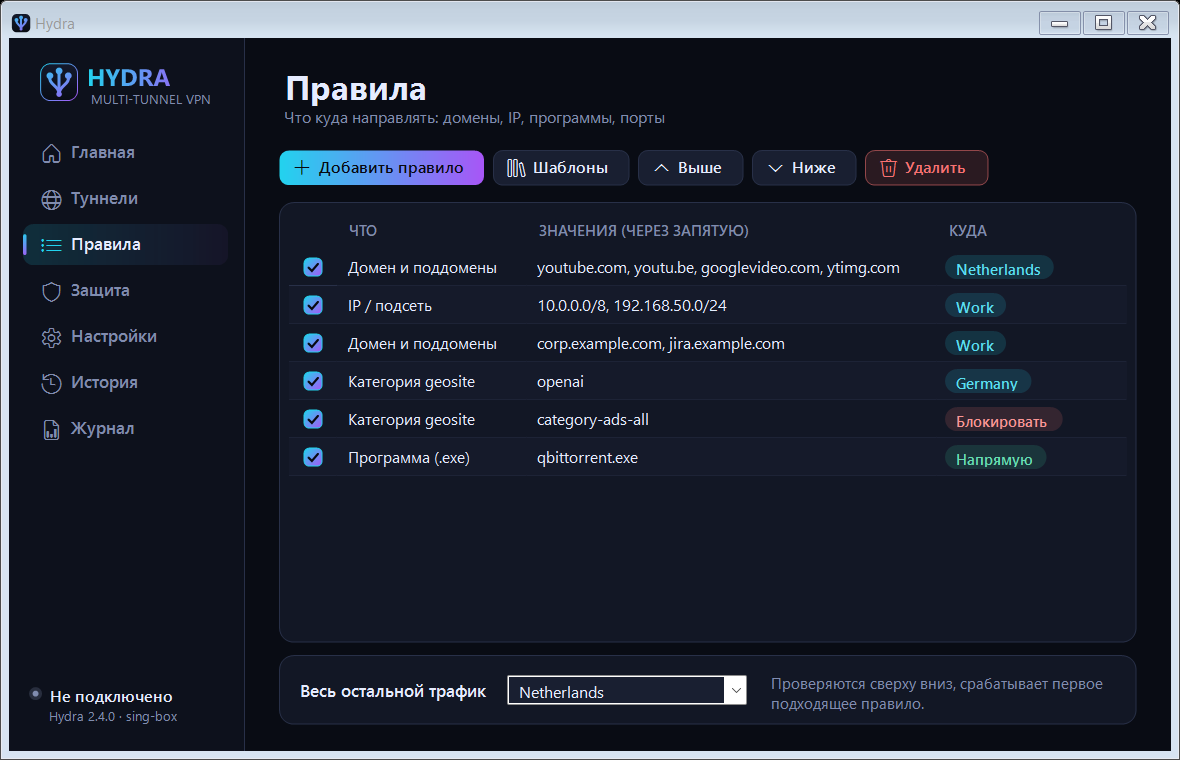 Hydra
HYDRA
MULTI-TUNNEL VPN
Главная
Туннели
Правила
Защита
Настройки
История
Журнал
Не подключено
Hydra 2.4.0 · sing-box
Правила
Что куда направлять: домены, IP, программы, порты
Добавить правило Шаблоны Выше Ниже Удалить
ЧТО ЗНАЧЕНИЯ (ЧЕРЕЗ ЗАПЯТУЮ) КУДА
Домен и поддомены youtube.com, youtu.be, googlevideo.com, ytimg.com Netherlands
IP / подсеть 10.0.0.0/8, 192.168.50.0/24 Work
Домен и поддомены corp.example.com, jira.example.com Work
Категория geosite openai Germany
Категория geosite category-ads-all Блокировать
Программа (.exe) qbittorrent.exe Напрямую
Весь остальной трафик Netherlands
Проверяются сверху вниз, срабатывает первое
подходящее правило.